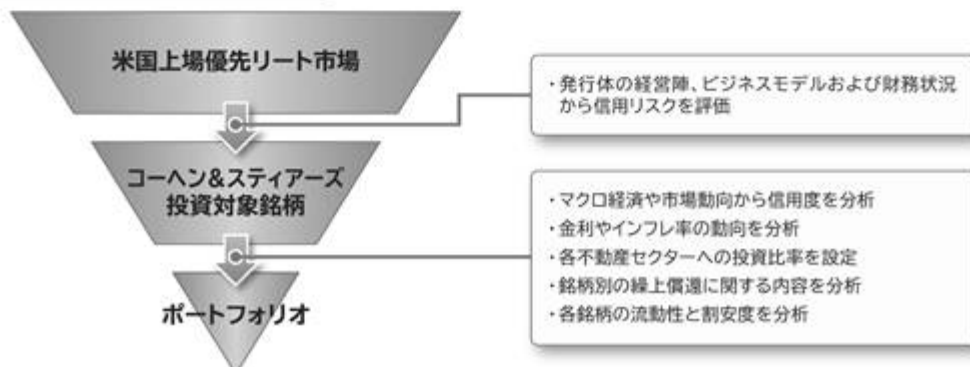 米国上場優先リート市場
・発行体の経営陣、ビジネスモデルおよび財務状況
から信用リスクを評価
コーヘン&スティアーズ
投資対象銘柄
・マクロ経済や市場動向から信用度を分析
・金利やインフレ率の動向を分析
・各不動産セクターへの投資比率を設定
・銘柄別の繰上償還に関する内容を分析
・各銘柄の流動性と割安度を分析
ポートフォリオ